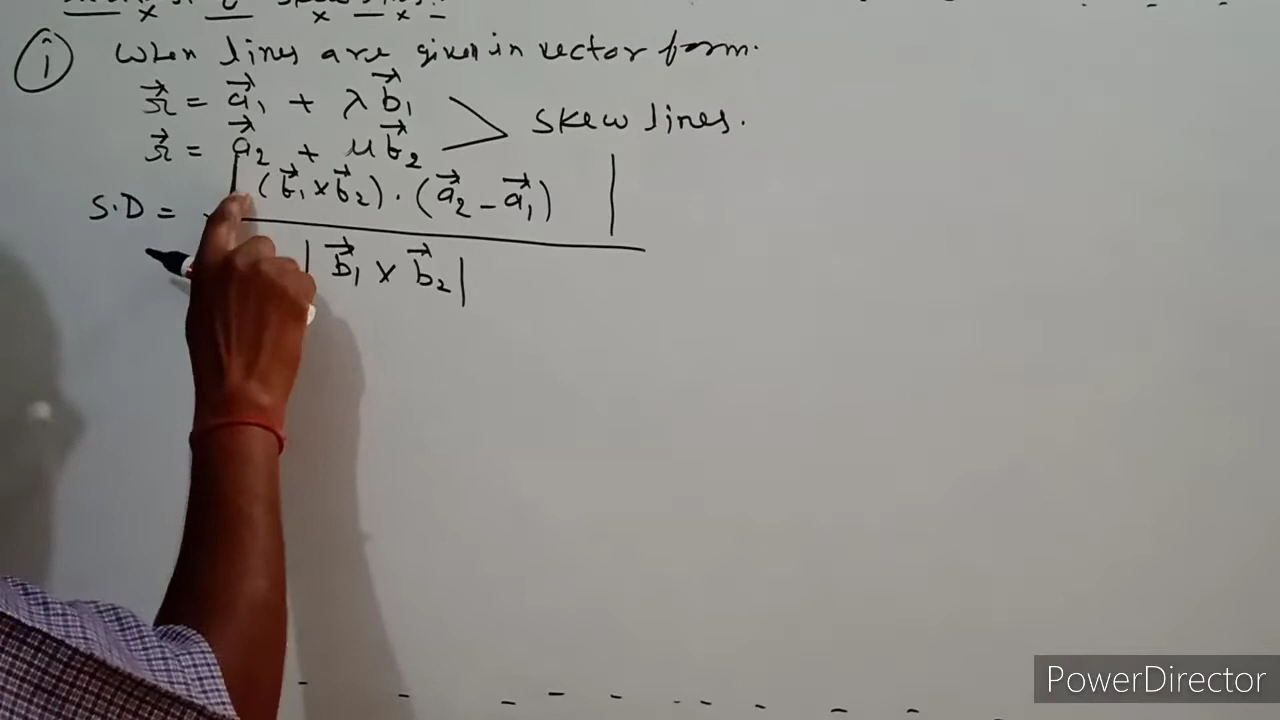 (i) When lines are given in vector form.
r⃗ = a⃗₁ + λ b⃗₁
r⃗ = a⃗₂ + μ b⃗₂
> skew lines.
S.D = |(b⃗₁ × b⃗₂) · (a⃗₂ − a⃗₁)|
|b⃗₁ × b⃗₂|
PowerDirector